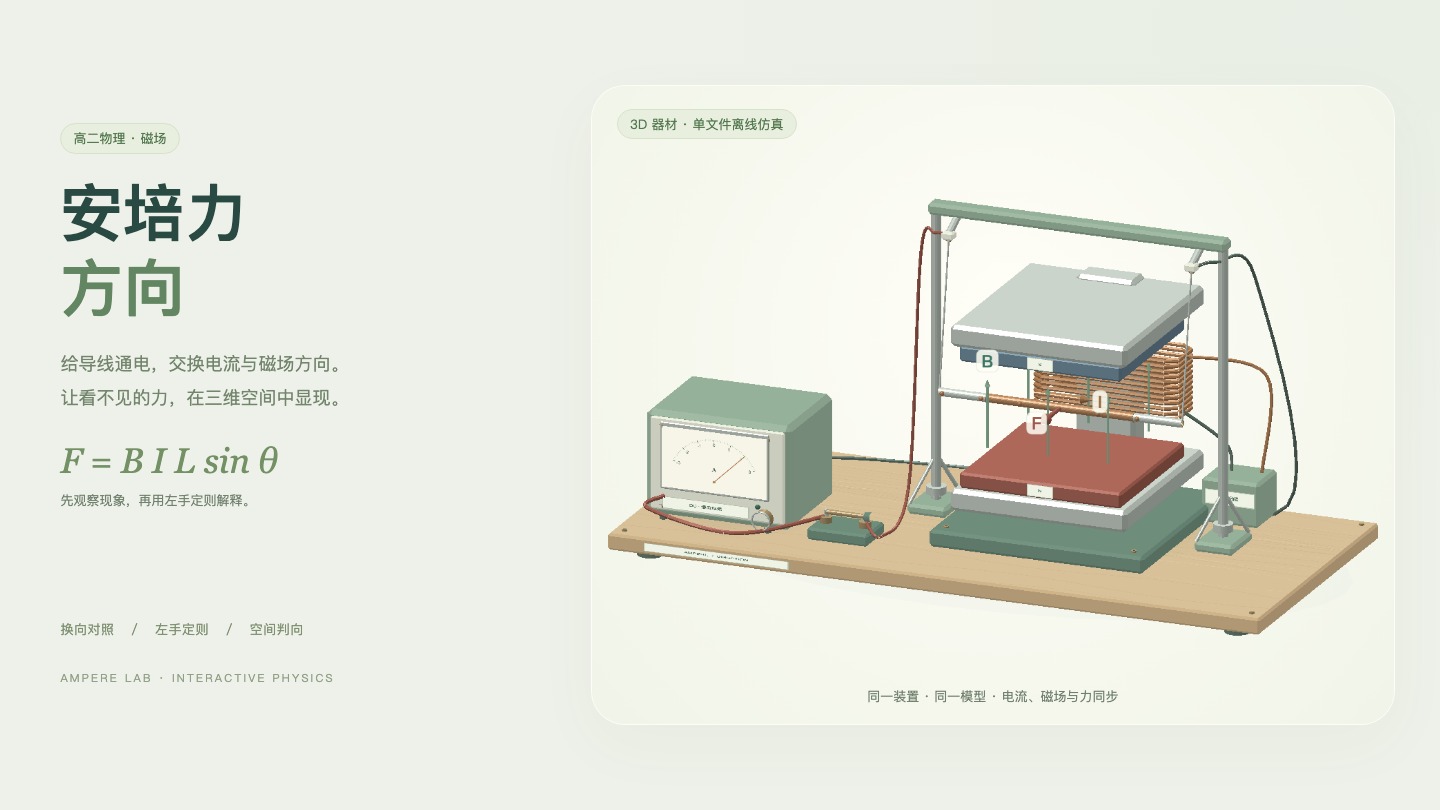 高二物理 · 磁场
安培力
方向
给导线通电，交换电流与磁场方向。
让看不见的力，在三维空间中显现。
F = B I L sin θ
先观察现象，再用左手定则解释。
换向对照 / 左手定则 / 空间判向
AMPERE LAB · INTERACTIVE PHYSICS
3D 器材 · 单文件离线仿真
B
I
F
A
同一装置 · 同一模型 · 电流、磁场与力同步